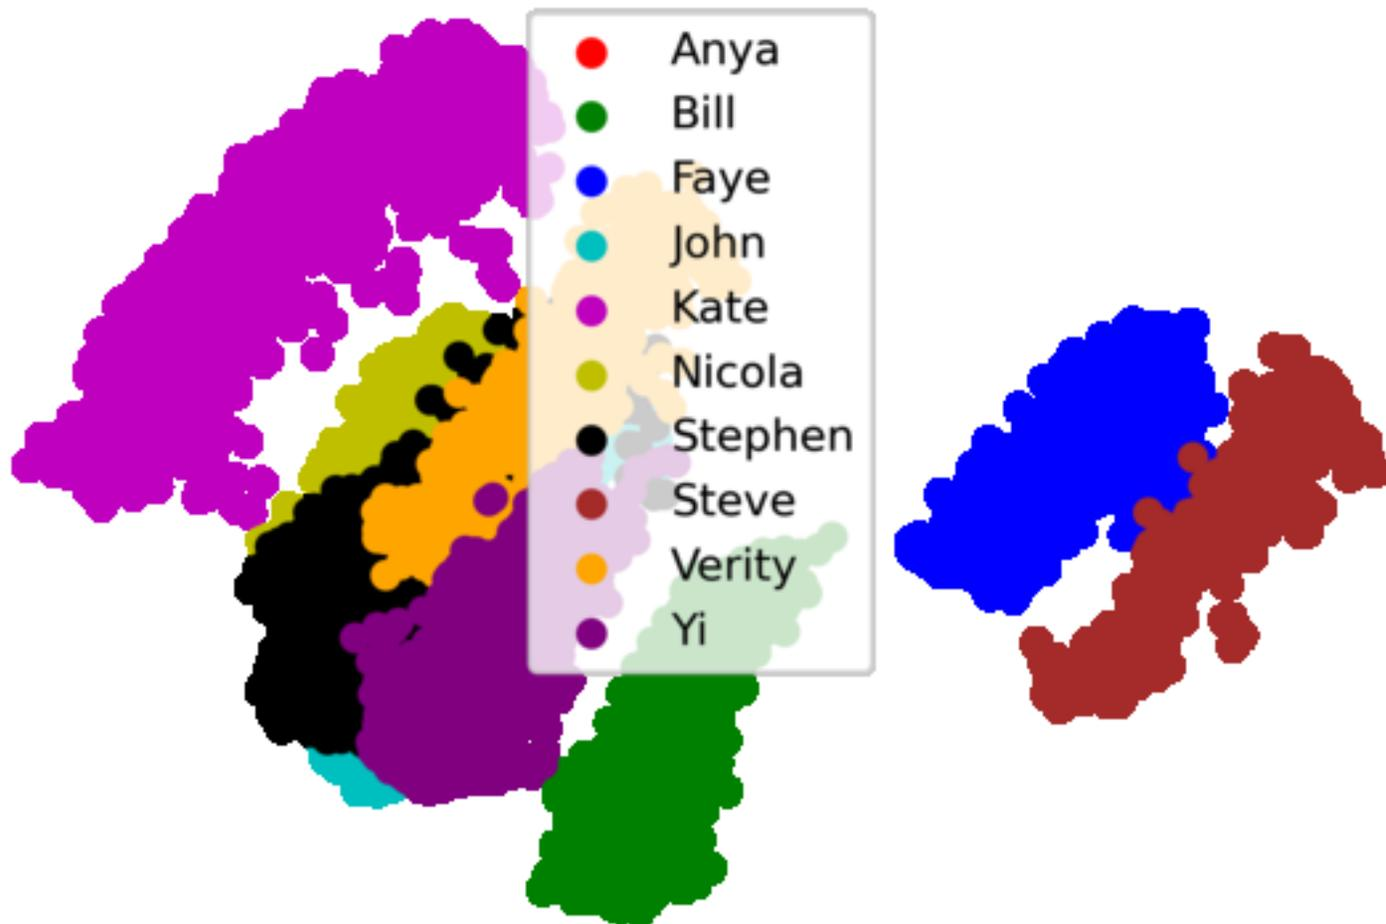 Anya
Bill
Faye
John
Kate
Nicola
Stephen
Steve
Verity
Yi